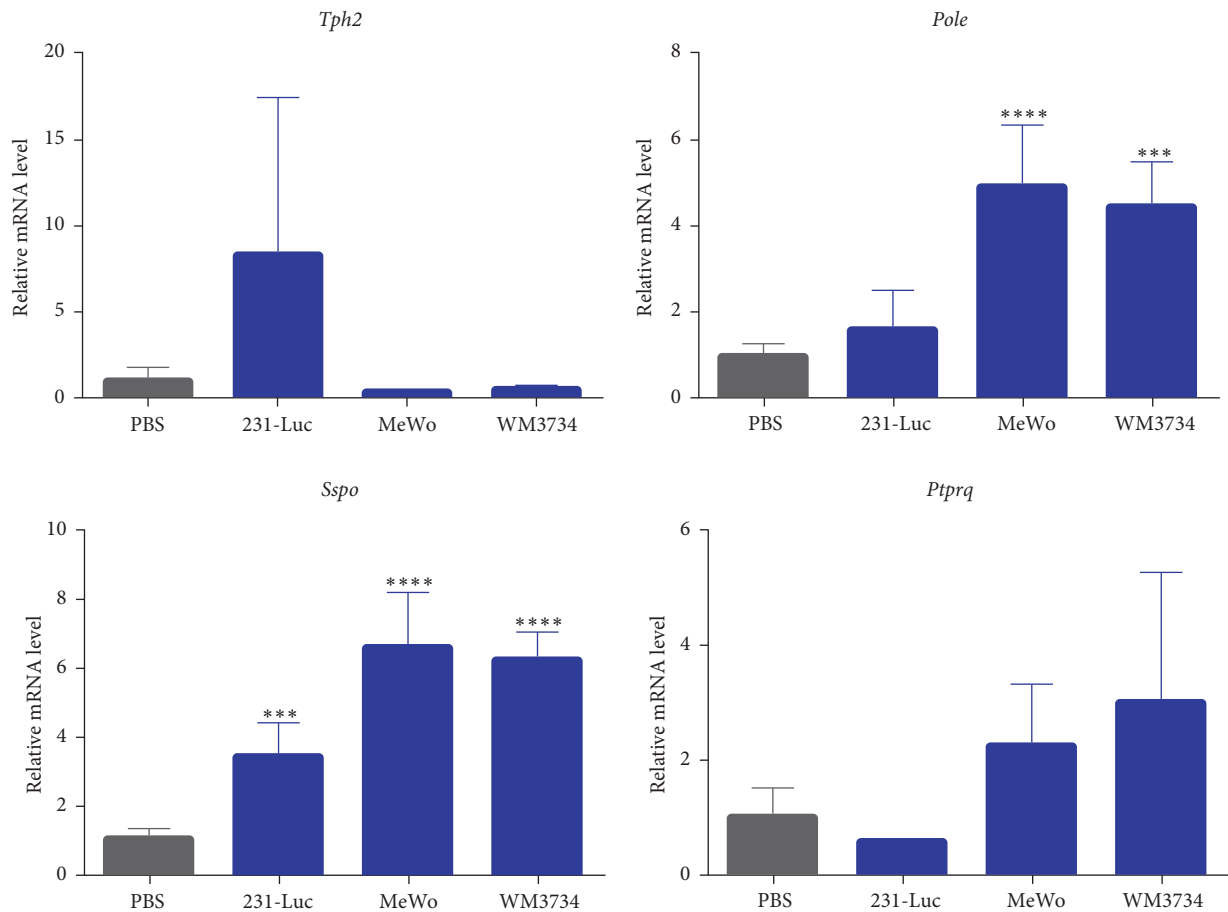 Tph2
Relative mRNA level
20
15
10
5
0
PBS 231-Luc MeWo WM3734
Pole
Relative mRNA level
8
6
4
2
0
****
***
PBS 231-Luc MeWo WM3734
Sspo
Relative mRNA level
10
8
6
4
2
0
***
****
****
PBS 231-Luc MeWo WM3734
Ptprq
Relative mRNA level
6
4
2
0
PBS 231-Luc MeWo WM3734